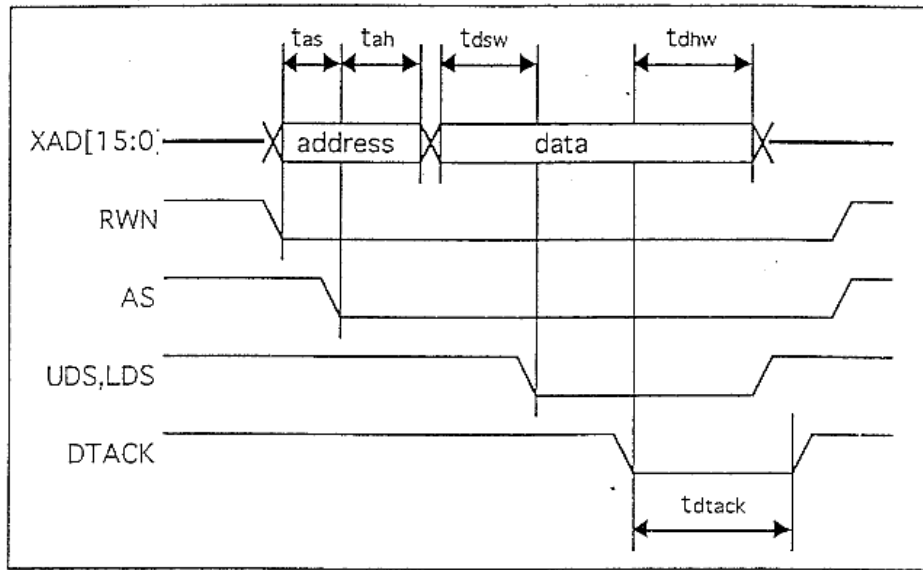 tas tah tdsw tdhw
XAD[15:0] address data
RWN
AS
UDS,LDS
DTACK
tdtack